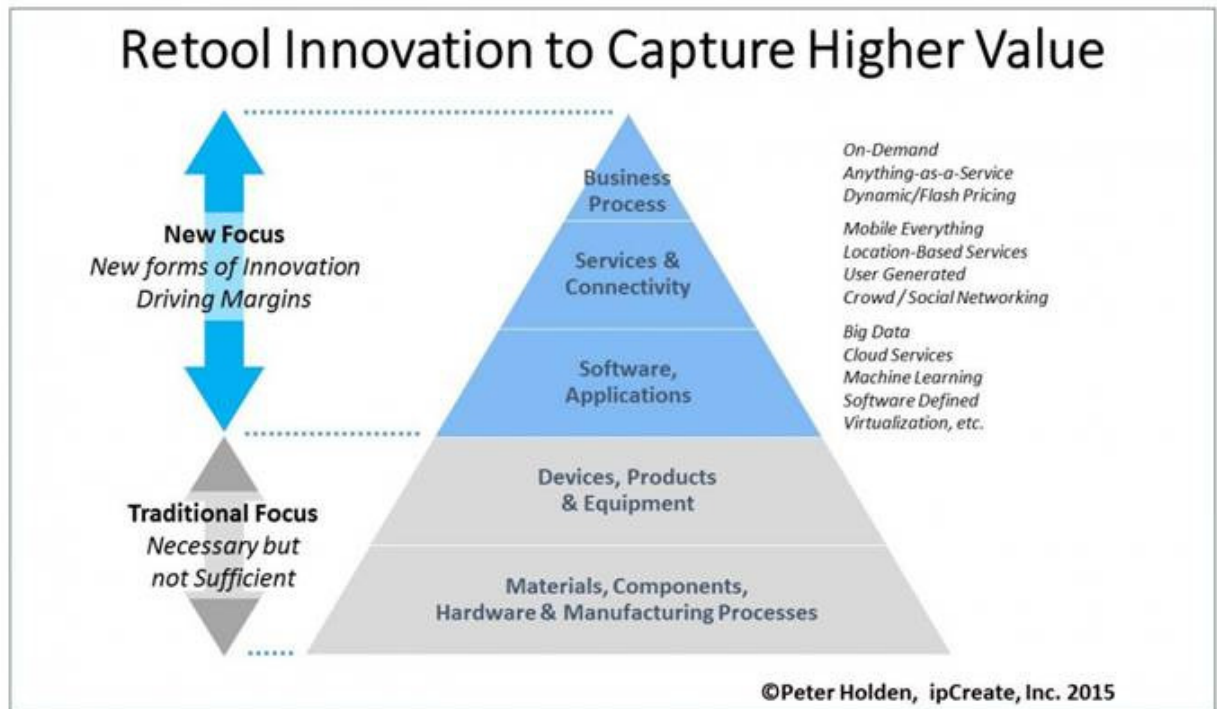 Retool Innovation to Capture Higher Value
New Focus
New forms of Innovation
Driving Margins
Traditional Focus
Necessary but
not Sufficient
Business
Process
Services &
Connectivity
Software,
Applications
Devices, Products
& Equipment
Materials, Components,
Hardware & Manufacturing Processes
On-Demand
Anything-as-a-Service
Dynamic/Flash Pricing
Mobile Everything
Location-Based Services
User Generated
Crowd / Social Networking
Big Data
Cloud Services
Machine Learning
Software Defined
Virtualization, etc.
©Peter Holden, ipCreate, Inc. 2015